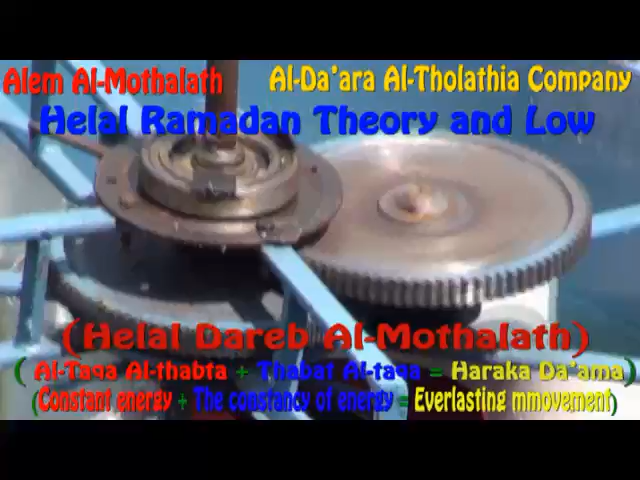 Alem Al-Mothalath Al-Da'ara Al-Tholathia Company
Helal Ramadan Theory and Low
(Helal Dareb Al-Mothalath)
( Al-Taqa Al-thabta + Thabat Al-taqa = Haraka Da'ama)
(Constant energy + The comstancy of energy = Everlasting mmovement)